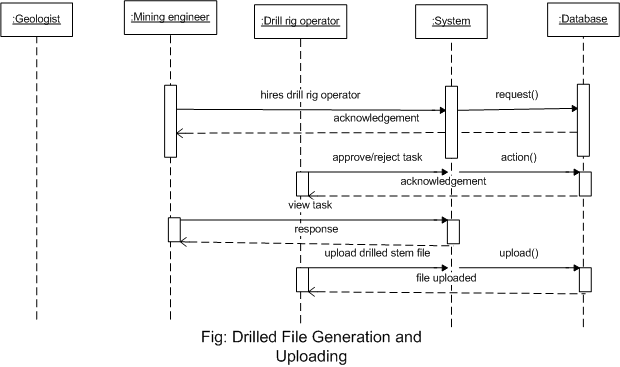 :Geologist
:Mining engineer
:Drill rig operator
:System
:Database
hires drill rig operator
request()
acknowledgement
approve/reject task
action()
acknowledgement
view task
response
upload drilled stem file
upload()
file uploaded
Fig: Drilled File Generation and
Uploading